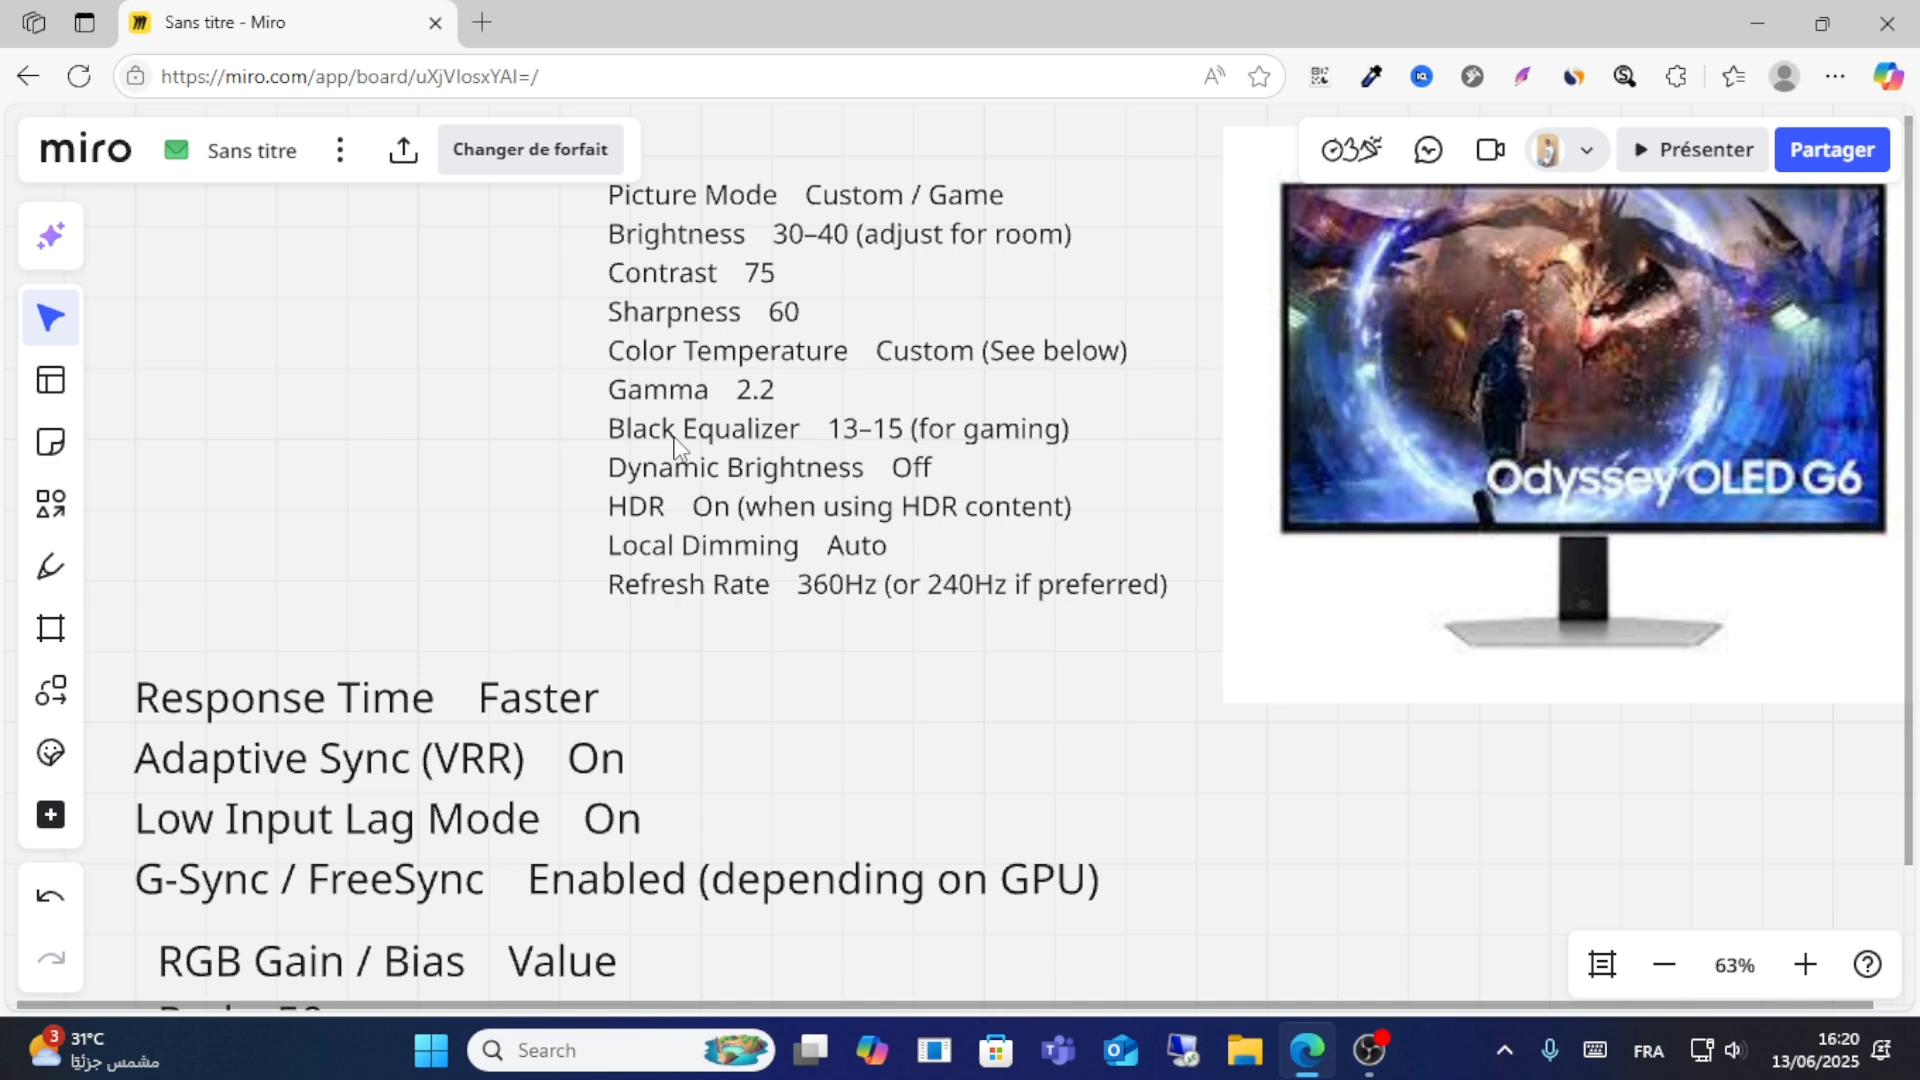 Sans titre - Miro
https://miro.com/app/board/uXjVIosxYAI=/
miro
Sans titre
Changer de forfait
Présenter
Partager
Picture Mode Custom / Game
Brightness 30–40 (adjust for room)
Contrast 75
Sharpness 60
Color Temperature Custom (See below)
Gamma 2.2
Black Equalizer 13–15 (for gaming)
Dynamic Brightness Off
HDR On (when using HDR content)
Local Dimming Auto
Refresh Rate 360Hz (or 240Hz if preferred)
Odyssey OLED G6
Response Time Faster
Adaptive Sync (VRR) On
Low Input Lag Mode On
G-Sync / FreeSync Enabled (depending on GPU)
RGB Gain / Bias Value
63%
3
31°C
مشمس جزئيًا
Search
FRA
16:20
13/06/2025